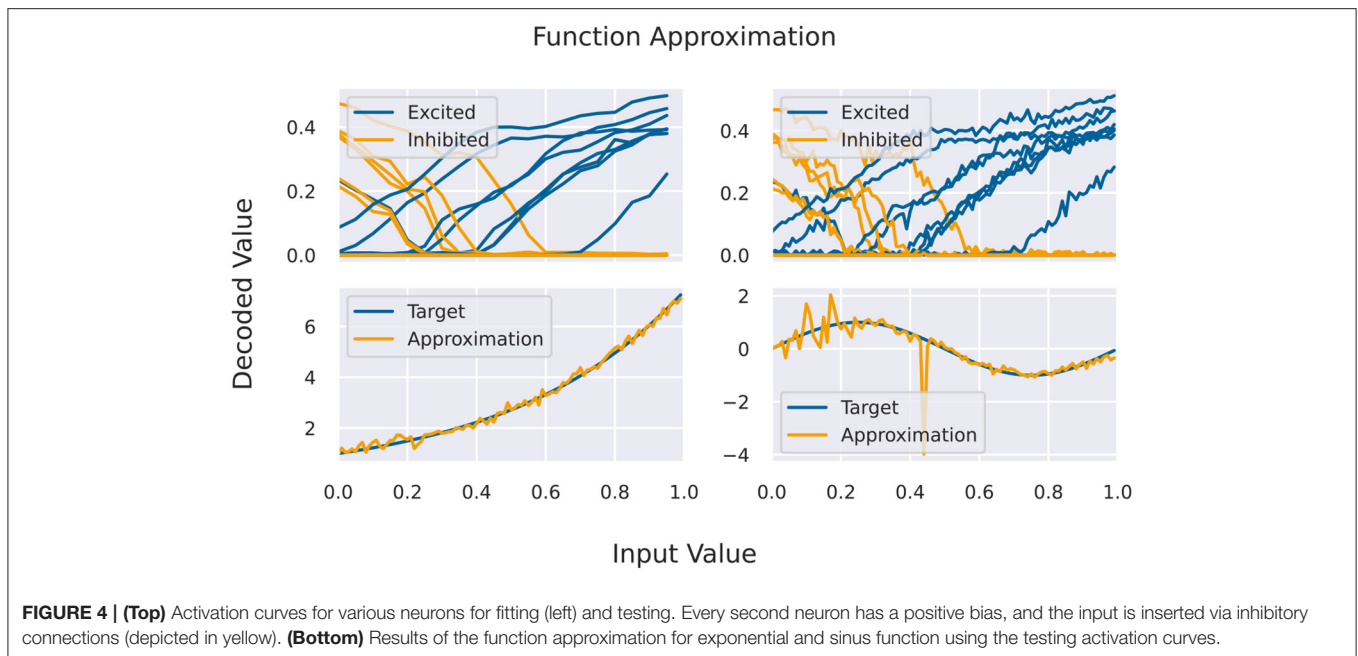 Function Approximation
Excited
Inhibited
0.4
0.2
0.0
Excited
Inhibited
0.4
0.2
0.0
Decoded Value
Target
Approximation
6
4
2
0.0 0.2 0.4 0.6 0.8 1.0
2
0
−2
−4
Target
Approximation
0.0 0.2 0.4 0.6 0.8 1.0
Input Value
FIGURE 4 | (Top) Activation curves for various neurons for fitting (left) and testing. Every second neuron has a positive bias, and the input is inserted via inhibitory
connections (depicted in yellow). (Bottom) Results of the function approximation for exponential and sinus function using the testing activation curves.